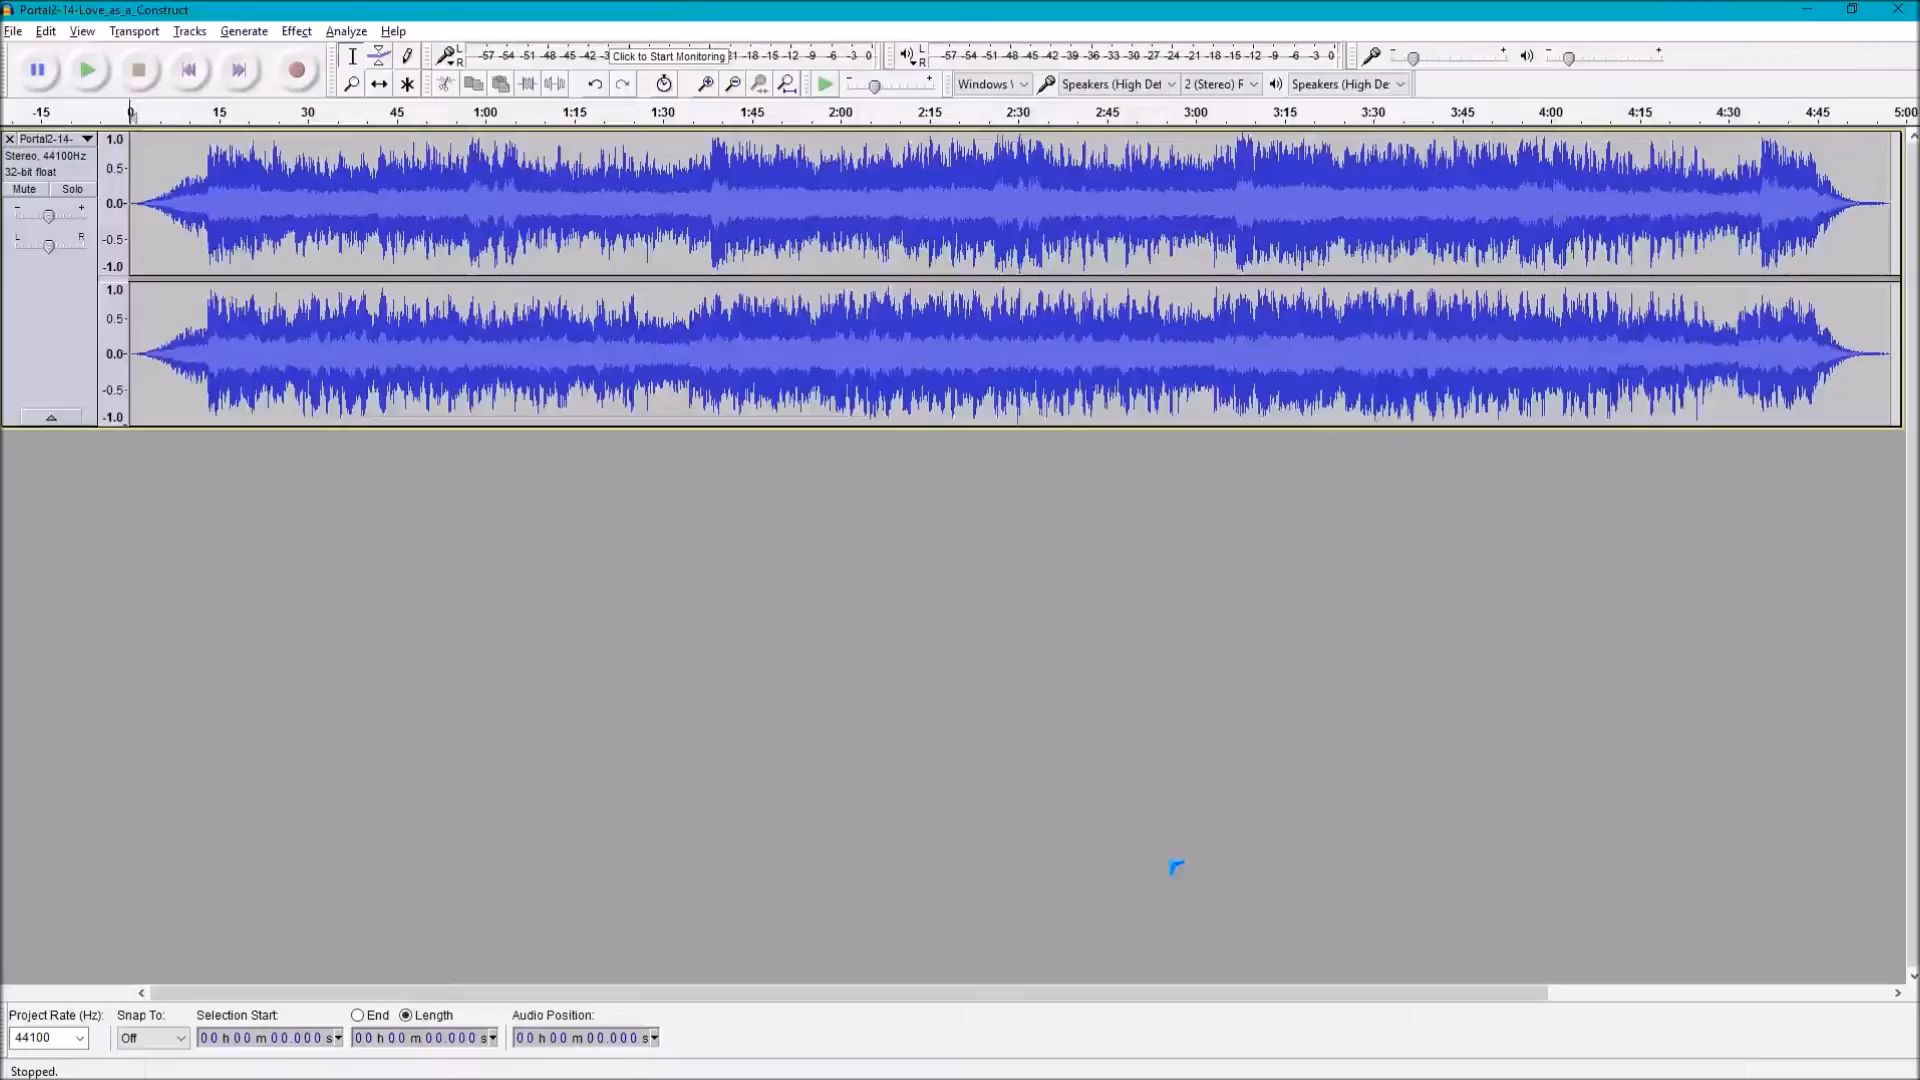 Portal2-14-Love_as_a_Construct
File Edit View Transport Tracks Generate Effect Analyze Help
L R -57 -54 -51 -48 -45 -42 -3 Click to Start Monitoring 21 -18 -15 -12 -9 -6 -3 0 L R -57 -54 -51 -48 -45 -42 -39 -36 -33 -30 -27 -24 -21 -18 -15 -12 -9 -6 -3 0 - + - +
- + Windows \ Speakers (High Det 2 (Stereo) R Speakers (High De
-15 0 15 30 45 1:00 1:15 1:30 1:45 2:00 2:15 2:30 2:45 3:00 3:15 3:30 3:45 4:00 4:15 4:30 4:45 5:00
Portal2-14- 1.0
Stereo, 44100Hz
32-bit float 0.5
Mute Solo
- + 0.0
L R -0.5
-1.0
1.0
0.5
0.0
-0.5
-1.0
Project Rate (Hz): Snap To: Selection Start: End Length Audio Position:
44100 Off 00 h 00 m 00.000 s 00 h 00 m 00.000 s 00 h 00 m 00.000 s
Stopped.